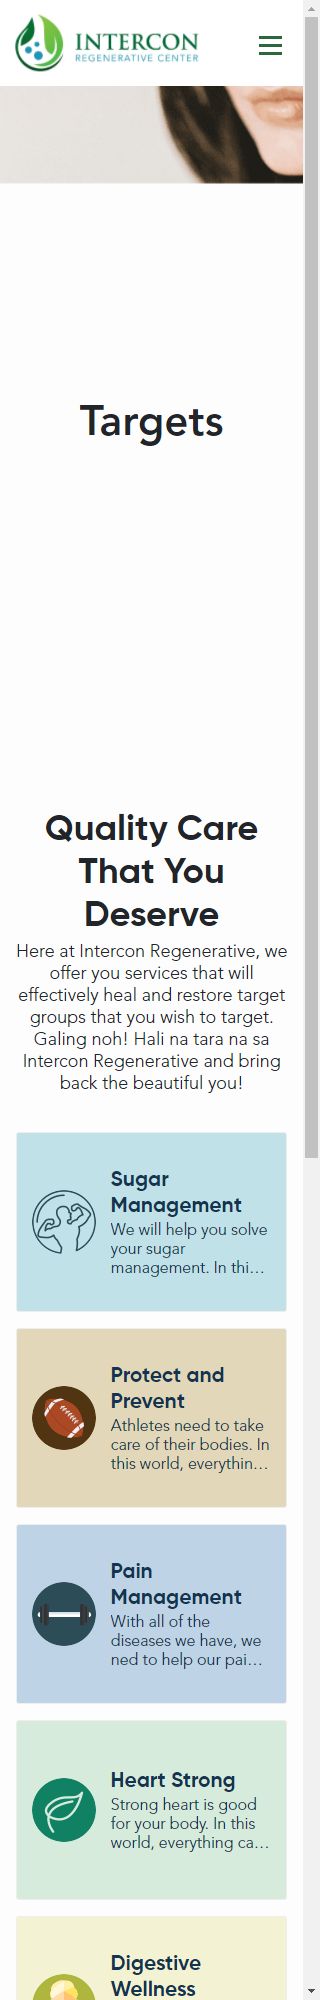 INTERCON
REGENERATIVE CENTER
Targets
Quality Care
That You
Deserve
Here at Intercon Regenerative, we
offer you services that will
effectively heal and restore target
groups that you wish to target.
Galing noh! Hali na tara na sa
Intercon Regenerative and bring
back the beautiful you!
Sugar
Management
We will help you solve
your sugar
management. In thi...
Protect and
Prevent
Athletes need to take
care of their bodies. In
this world, everythin...
Pain
Management
With all of the
diseases we have, we
ned to help our pai...
Heart Strong
Strong heart is good
for your body. In this
world, everything ca...
Digestive
Wellness